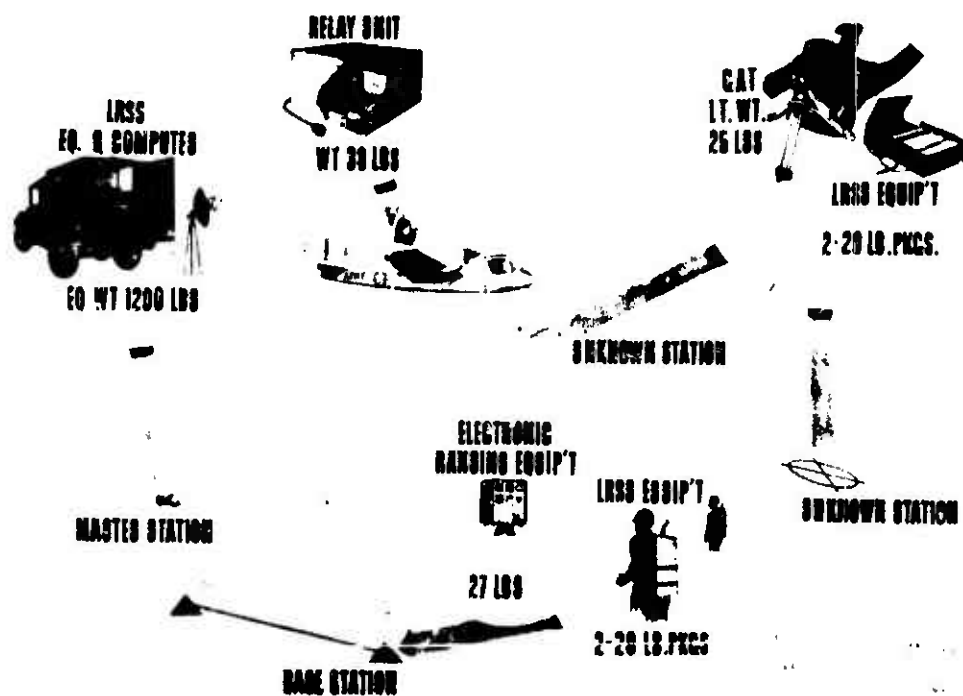 RELAY UNIT
WT 30 LBS
LRSS
EQ. & COMPUTER
EQ WT 1200 LBS
GAT
LT. WT.
25 LBS
LRSS EQUIP'T
2-20 LB.PKGS.
UNKNOWN STATION
ELECTRONIC
RANGING EQUIP'T
27 LBS
LRSS EQUIP'T
2-20 LB.PKGS
UNKNOWN STATION
MASTER STATION
BASE STATION